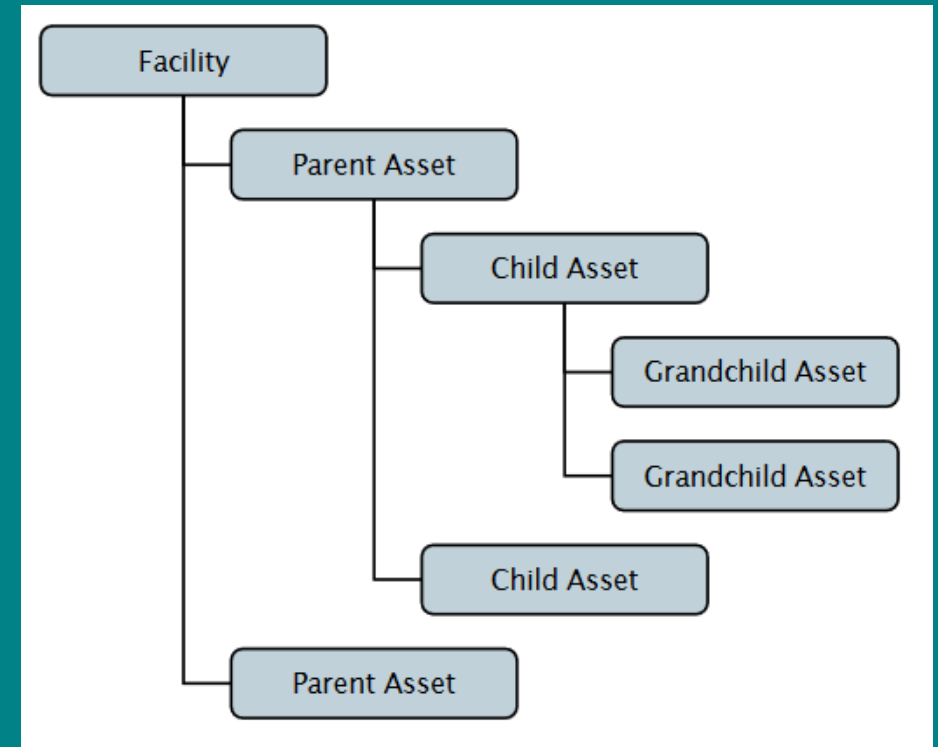 Facility
Parent Asset
Child Asset
Grandchild Asset
Grandchild Asset
Child Asset
Parent Asset